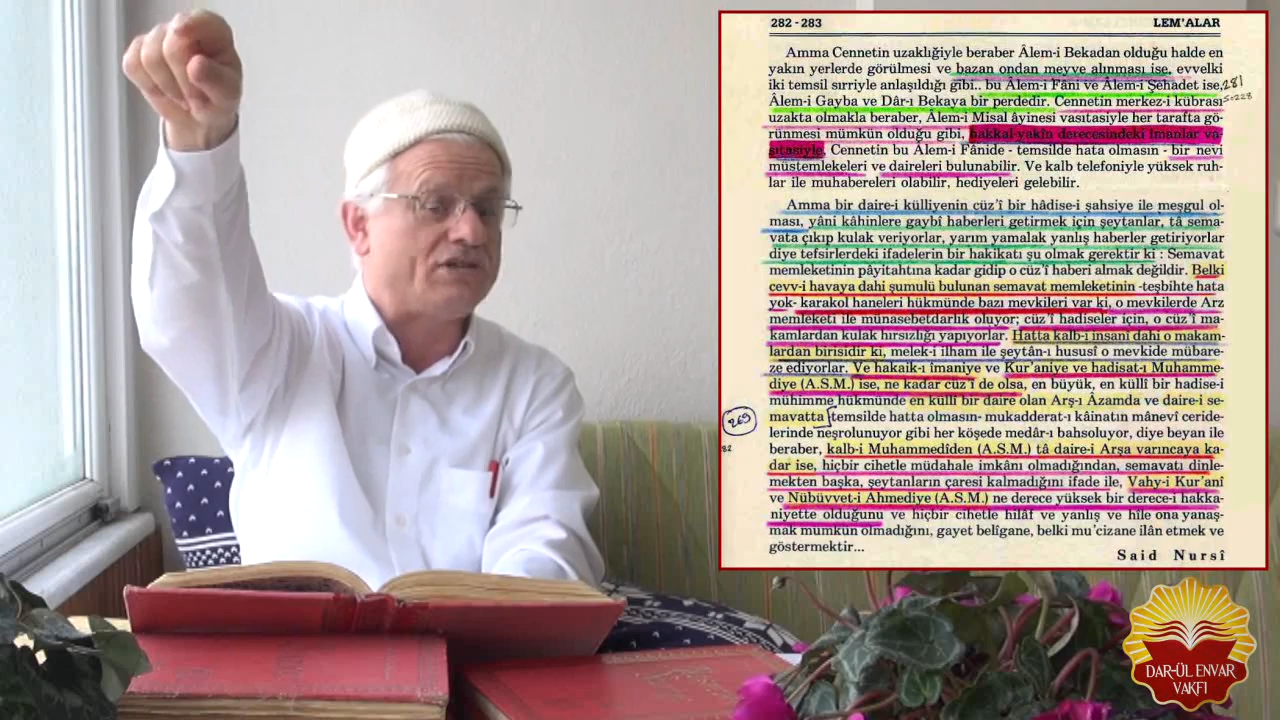 282 - 283 LEM'ALAR
Amma Cennetin uzaklığiyle beraber Âlem-i Bekadan olduğu halde en
yakın yerlerde görülmesi ve bazan ondan meyve alınması ise, evvelki
iki temsil sırriyle anlaşıldığı gibi.. bu Âlem-i Fâni ve Âlem-i Şehadet ise,
281
Âlem-i Gayba ve Dâr-ı Bekaya bir perdedir. Cennetin merkez-i kübrası
S:228
uzakta olmakla beraber, Âlem-i Misal âyinesi vasıtasiyle her tarafta gö-
rünmesi mümkün olduğu gibi, hakkal-yakîn derecesindeki îmanlar va-
sıtasiyle, Cennetin bu Âlem-i Fânide - temsilde hata olmasın - bir nevi
müstemlekeleri ve daireleri bulunabilir. Ve kalb telefoniyle yüksek ruh-
lar ile muhabereleri olabilir, hediyeleri gelebilir.
Amma bir daire-i külliyenin cüz'î bir hâdise-i şahsiye ile meşgul ol-
ması, yâni kâhinlere gaybî haberleri getirmek için şeytanlar, tâ sema-
vata çıkıp kulak veriyorlar, yarım yamalak yanlış haberler getiriyorlar
diye tefsirlerdeki ifadelerin bir hakikatı şu olmak gerektir ki : Semavat
memleketinin pâyitahtına kadar gidip o cüz'î haberi almak değildir. Belki
cevv-i havaya dahi şumulü bulunan semavat memleketinin -teşbihte hata
yok- karakol haneleri hükmünde bazı mevkileri var ki, o mevkilerde Arz
memleketi ile münasebetdarlık oluyor; cüz'î hadiseler için, o cüz'î ma-
kamlardan kulak hırsızlığı yapıyorlar. Hatta kalb-i insanî dahi o makam-
lardan birisidir ki, melek-i ilham ile şeytân-ı hususî o mevkide mübare-
ze ediyorlar. Ve hakaik-ı îmaniye ve Kur'aniye ve hadisat-ı Muhamme-
diye (A.S.M.) ise, ne kadar cüz'î de olsa, en büyük, en küllî bir hadise-i
mühimme hükmünde en küllî bir daire olan Arş-ı Âzamda ve daire-i se-
mavatta -temsilde hatta olmasın- mukadderat-ı kâinatın mânevî ceride-
265
lerinde neşrolunuyor gibi her köşede medâr-ı bahsoluyor, diye beyan ile
82
beraber, kalb-i Muhammedîden (A.S.M.) tâ daire-i Arşa varıncaya ka-
dar ise, hiçbir cihetle müdahale imkânı olmadığından, semavatı dinle-
mekten başka, şeytanların çaresi kalmadığını ifade ile, Vahy-i Kur'anî
ve Nübüvvet-i Ahmediye (A.S.M.) ne derece yüksek bir derece-i hakka-
niyette olduğunu ve hiçbir cihetle hilâf ve yanlış ve hîle ona yanaş-
mak mümkün olmadığını, gayet belîgane, belki mu'cizane ilân etmek ve
göstermektir...
Said Nursî
DAR-ÜL ENVAR
VAKFI